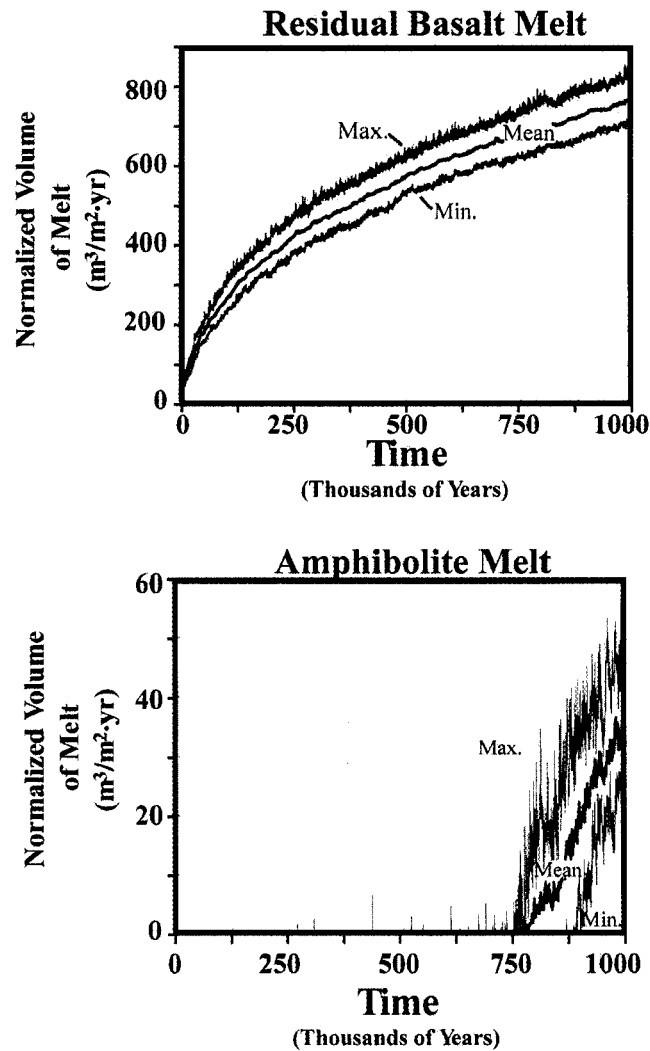 Residual Basalt Melt
Normalized Volume
of Melt
(m³/m²·yr)
800
600
400
200
0
Max.
Mean
Min.
0 250 500 750 1000
Time
(Thousands of Years)
Amphibolite Melt
Normalized Volume
of Melt
(m³/m²·yr)
60
40
20
0
Max.
Mean
Min.
0 250 500 750 1000
Time
(Thousands of Years)